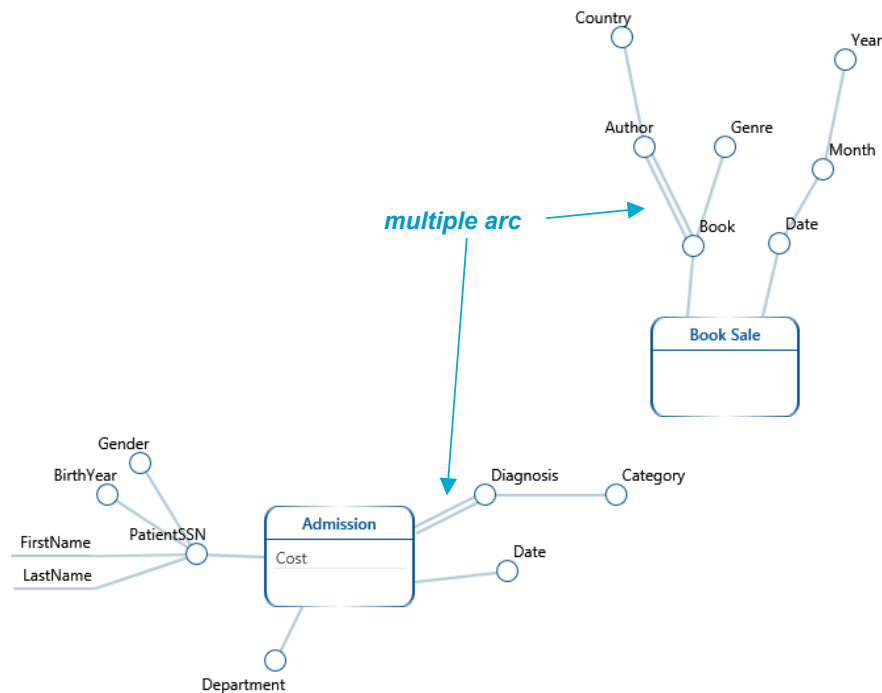 Country
Year
Author
Genre
Month
multiple arc
Book
Date
Book Sale
Gender
BirthYear
Diagnosis
Category
Admission
PatientSSN
FirstName
Cost
Date
LastName
Department